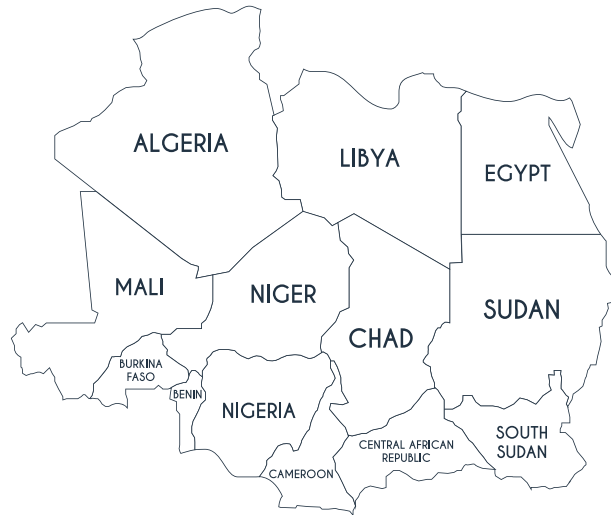 ALGERIA
LIBYA
EGYPT
MALI
NIGER
CHAD
SUDAN
BURKINA
FASO
BENIN
NIGERIA
CAMEROON
CENTRAL AFRICAN
REPUBLIC
SOUTH
SUDAN